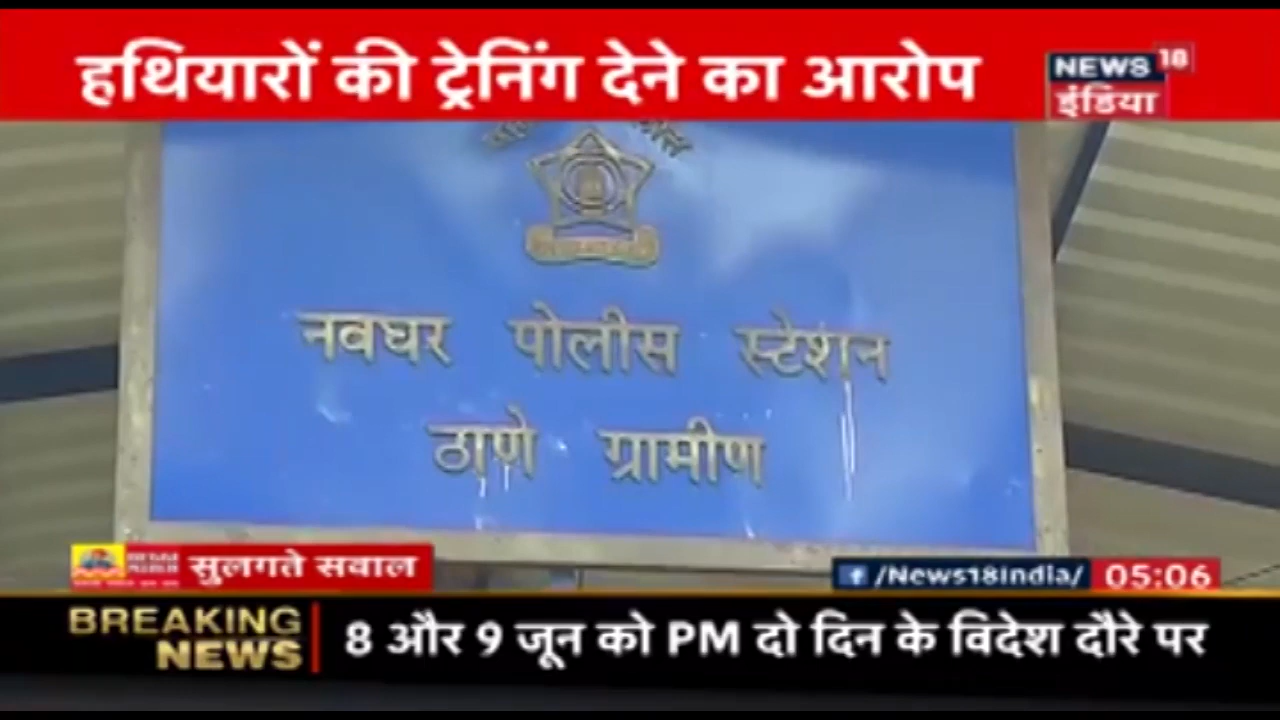 हथियारों की ट्रेनिंग देने का आरोप
NEWS 18
इंडिया
नवघर पोलीस स्टेशन
ठाणे ग्रामीण
सुलगते सवाल
/News18India/ 05:06
BREAKING
NEWS
8 और 9 जून को PM दो दिन के विदेश दौरे पर